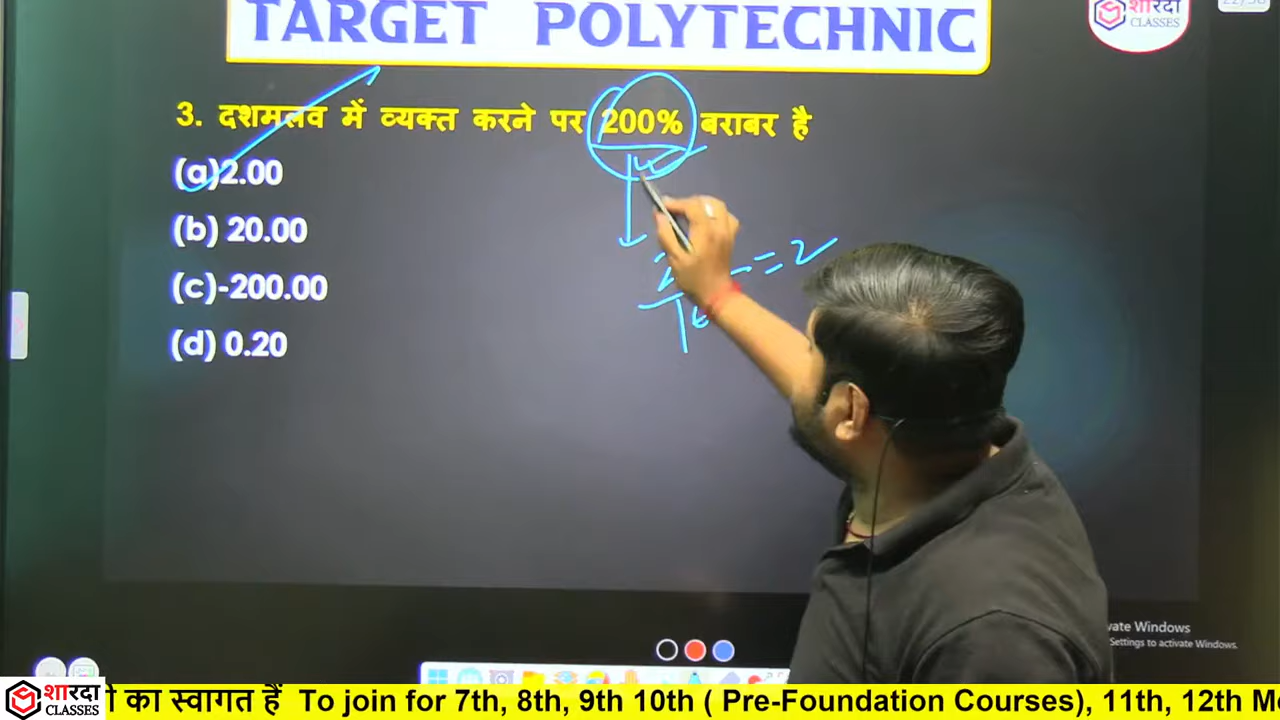 TARGET POLYTECHNIC
शारदा
CLASSES
3. दशमलव में व्यक्त करने पर 200% बराबर है
(a)2.00
(b) 20.00
(c)-200.00
(d) 0.20
= 2
vate Windows
Settings to activate Windows.
शारदा
CLASSES
का स्वागत हैं To join for 7th, 8th, 9th 10th ( Pre-Foundation Courses), 11th, 12th